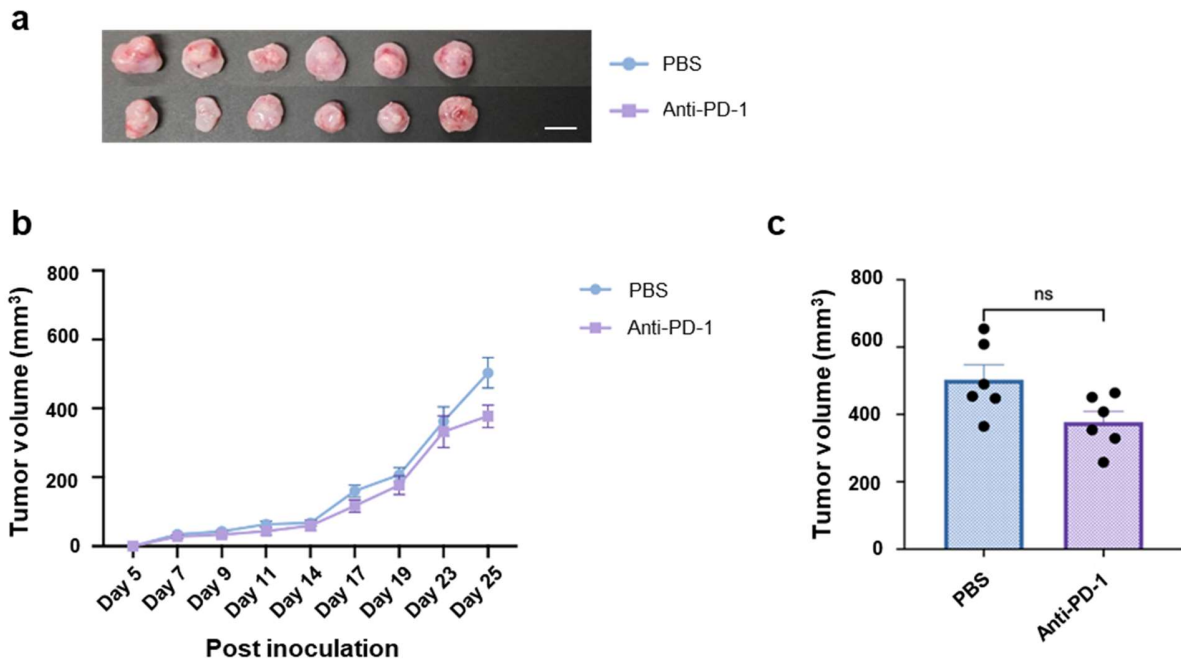 a
PBS
Anti-PD-1
b
Tumor volume (mm³)
800
600
400
200
0
Day 5
Day 7
Day 9
Day 11
Day 14
Day 17
Day 19
Day 23
Day 25
Post inoculation
PBS
Anti-PD-1
c
Tumor volume (mm³)
800
600
400
200
0
ns
PBS
Anti-PD-1